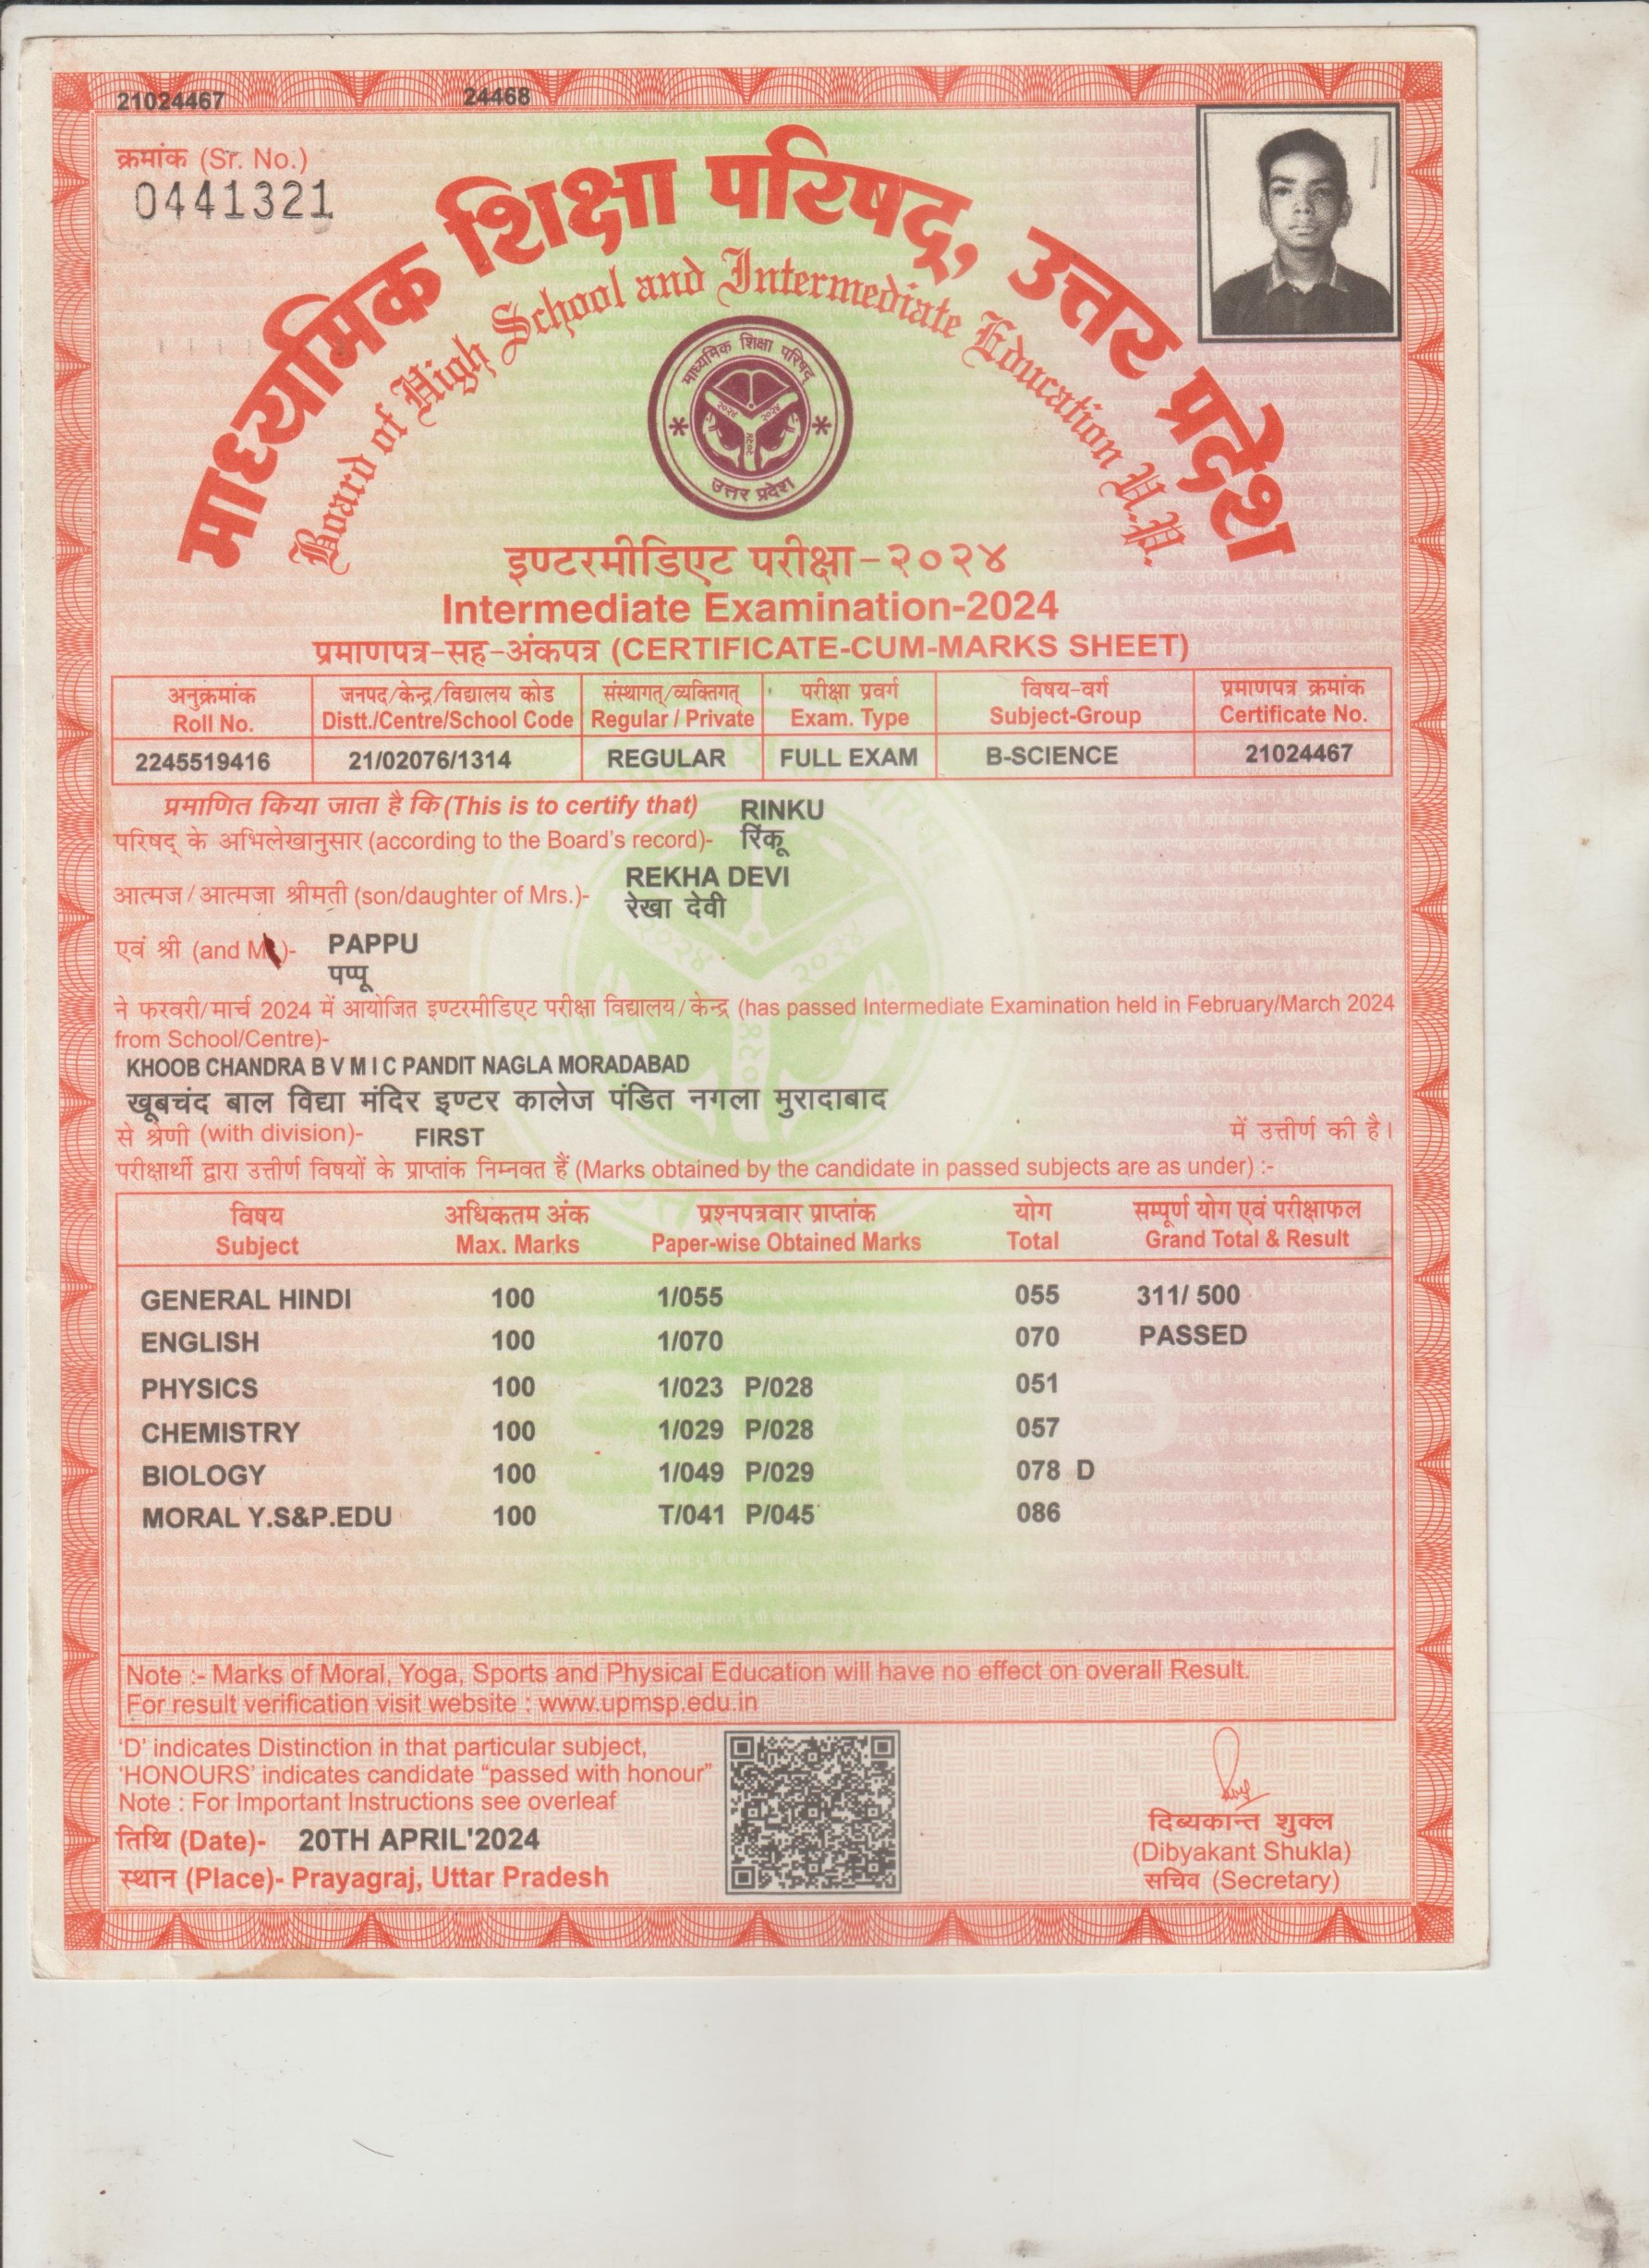 21024467 24468
क्रमांक (Sr. No.)
0441321
माध्यमिक शिक्षा परिषद्, उत्तर प्रदेश
Board of High School and Intermediate Education U.P.
माध्यमिक शिक्षा परिषद्
२०२४ २०२४
२०२४
उत्तर प्रदेश
इण्टरमीडिएट परीक्षा-२०२४
Intermediate Examination-2024
प्रमाणपत्र-सह-अंकपत्र (CERTIFICATE-CUM-MARKS SHEET)
अनुक्रमांक जनपद/केन्द्र/विद्यालय कोड संस्थागत्/व्यक्तिगत् परीक्षा प्रवर्ग विषय-वर्ग प्रमाणपत्र क्रमांक
Roll No. Distt./Centre/School Code Regular / Private Exam. Type Subject-Group Certificate No.
2245519416 21/02076/1314 REGULAR FULL EXAM B-SCIENCE 21024467
प्रमाणित किया जाता है कि (This is to certify that) RINKU
परिषद् के अभिलेखानुसार (according to the Board's record)- रिंकू
REKHA DEVI
आत्मज/आत्मजा श्रीमती (son/daughter of Mrs.)- रेखा देवी
एवं श्री (and M )- PAPPU
पप्पू
ने फरवरी/मार्च 2024 में आयोजित इण्टरमीडिएट परीक्षा विद्यालय/केन्द्र (has passed Intermediate Examination held in February/March 2024
from School/Centre)-
KHOOB CHANDRA B V M I C PANDIT NAGLA MORADABAD
खूबचंद बाल विद्या मंदिर इण्टर कालेज पंडित नगला मुरादाबाद
से श्रेणी (with division)- FIRST में उत्तीर्ण की है।
परीक्षार्थी द्वारा उत्तीर्ण विषयों के प्राप्तांक निम्नवत हैं (Marks obtained by the candidate in passed subjects are as under) :-
विषय अधिकतम अंक प्रश्नपत्रवार प्राप्तांक योग सम्पूर्ण योग एवं परीक्षाफल
Subject Max. Marks Paper-wise Obtained Marks Total Grand Total & Result
GENERAL HINDI 100 1/055 055 311/ 500
ENGLISH 100 1/070 070 PASSED
PHYSICS 100 1/023 P/028 051
CHEMISTRY 100 1/029 P/028 057
BIOLOGY 100 1/049 P/029 078 D
MORAL Y.S&P.EDU 100 T/041 P/045 086
Note :- Marks of Moral, Yoga, Sports and Physical Education will have no effect on overall Result.
For result verification visit website : www.upmsp.edu.in
'D' indicates Distinction in that particular subject,
'HONOURS' indicates candidate "passed with honour"
Note : For Important Instructions see overleaf
तिथि (Date)- 20TH APRIL'2024
स्थान (Place)- Prayagraj, Uttar Pradesh
दिब्यकान्त शुक्ल
(Dibyakant Shukla)
सचिव (Secretary)